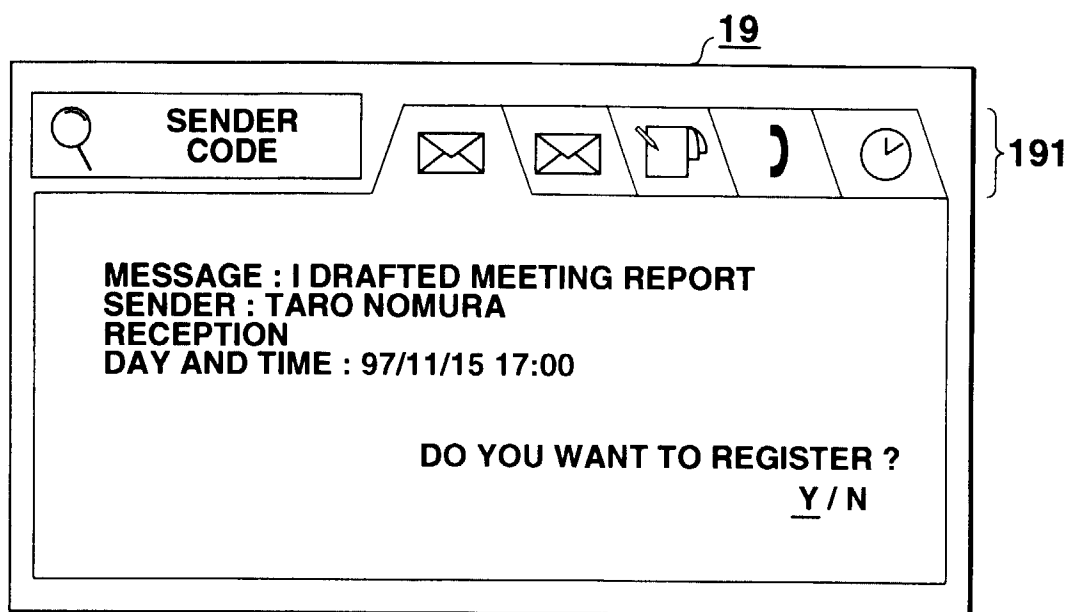 19
SENDER
CODE
191
MESSAGE : I DRAFTED MEETING REPORT
SENDER : TARO NOMURA
RECEPTION
DAY AND TIME : 97/11/15 17:00
DO YOU WANT TO REGISTER ?
Y / N